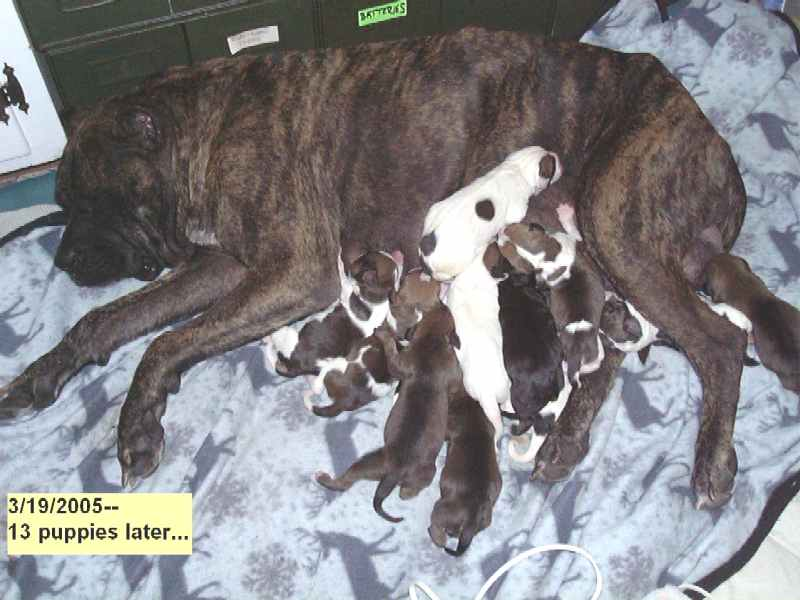 BATTERIES
3/19/2005--
13 puppies later...